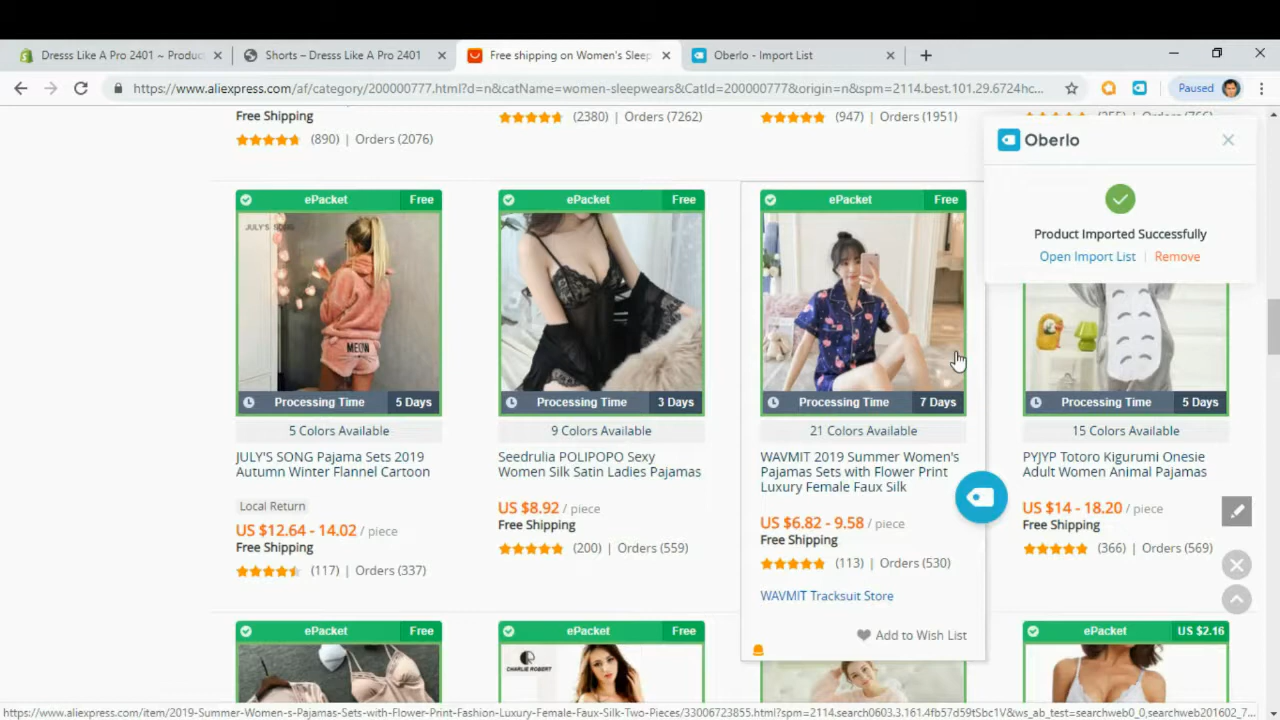 Dresss Like A Pro 2401 ~ Produc
Shorts – Dresss Like A Pro 2401
Free shipping on Women's Sleep
Oberlo - Import List
https://www.aliexpress.com/af/category/200000777.html?d=n&catName=women-sleepwears&CatId=200000777&origin=n&spm=2114.best.101.29.6724hc...
Paused
Free Shipping
(890) | Orders (2076)
(2380) | Orders (7262)
(947) | Orders (1951)
Oberlo
Product Imported Successfully
Open Import List | Remove
ePacket Free
ePacket Free
ePacket Free
JULY'S SONG
MEOW
Processing Time 5 Days
Processing Time 3 Days
Processing Time 7 Days
Processing Time 5 Days
5 Colors Available
9 Colors Available
21 Colors Available
15 Colors Available
JULY'S SONG Pajama Sets 2019
Autumn Winter Flannel Cartoon
Local Return
US $12.64 - 14.02 / piece
Free Shipping
(117) | Orders (337)
Seedrulia POLIPOPO Sexy
Women Silk Satin Ladies Pajamas
US $8.92 / piece
Free Shipping
(200) | Orders (559)
WAVMIT 2019 Summer Women's
Pajamas Sets with Flower Print
Luxury Female Faux Silk
US $6.82 - 9.58 / piece
Free Shipping
(113) | Orders (530)
WAVMIT Tracksuit Store
Add to Wish List
PYJYP Totoro Kigurumi Onesie
Adult Women Animal Pajamas
US $14 - 18.20 / piece
Free Shipping
(366) | Orders (569)
ePacket Free
ePacket Free
ePacket US $2.16
CHARLIE ROBERT
https://www.aliexpress.com/item/2019-Summer-Women-s-Pajamas-Sets-with-Flower-Print-Fashion-Luxury-Female-Faux-Silk-Two-Pieces/33006723855.html?spm=2114.search0603.3.161.4fb57d59tSbc1V&ws_ab_test=searchweb0_0,searchweb201602_7...